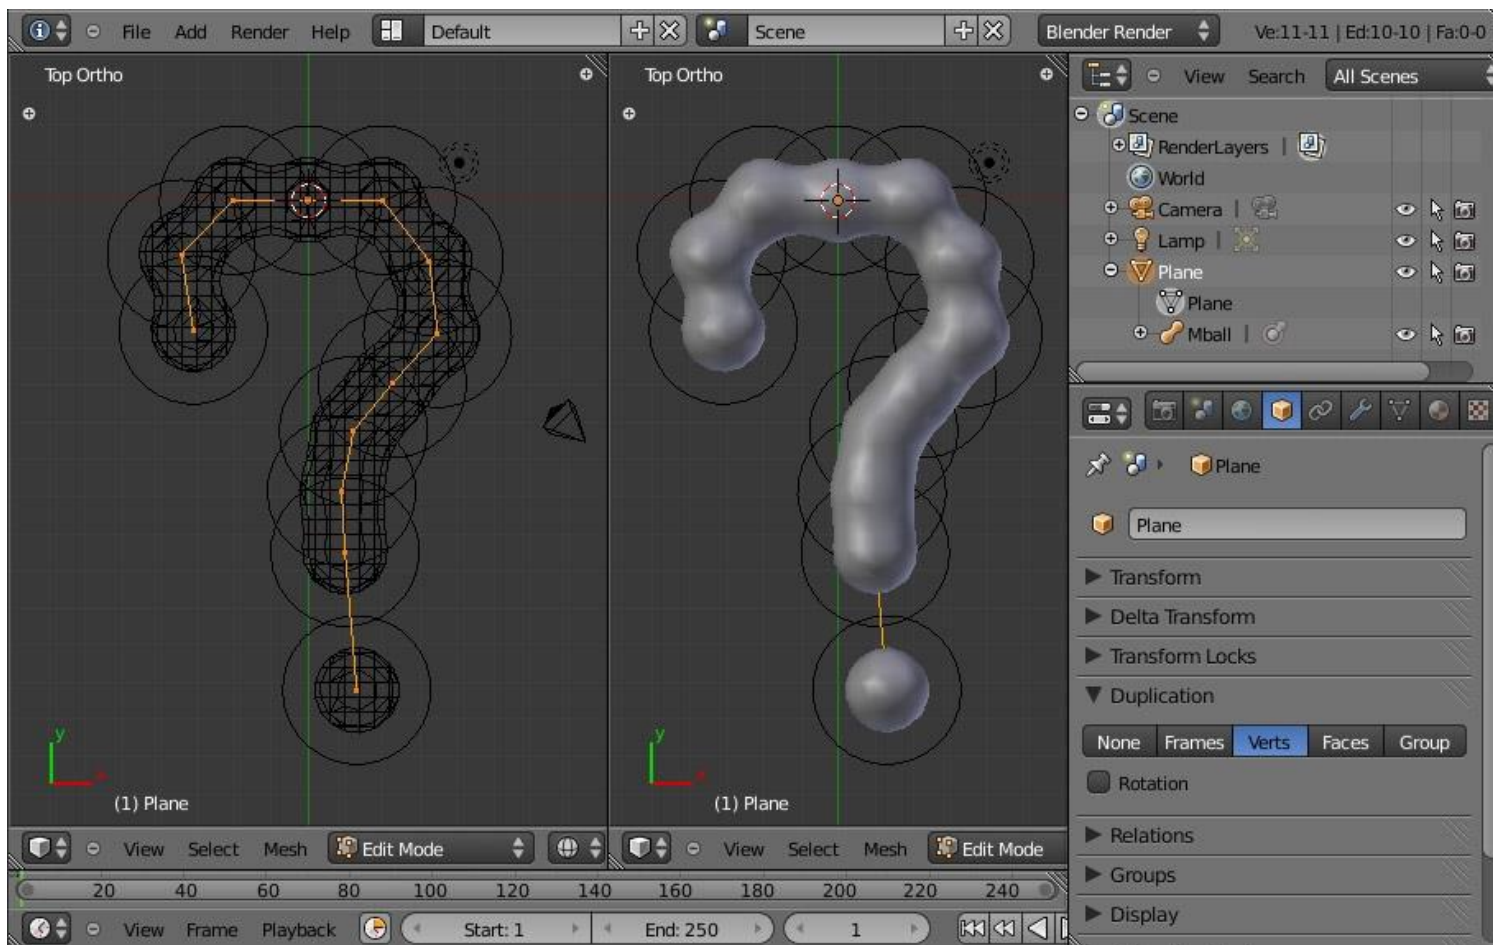 File Add Render Help Default Scene Blender Render Ve:11-11 | Ed:10-10 | Fa:0-0
Top Ortho
Top Ortho
View Search All Scenes
Scene
RenderLayers |
World
Camera |
Lamp |
Plane
Plane
Mball |
Plane
Plane
Transform
Delta Transform
Transform Locks
Duplication
None Frames Verts Faces Group
Rotation
Relations
Groups
Display
y x
(1) Plane
y x
(1) Plane
View Select Mesh Edit Mode
View Select Mesh Edit Mode
20 40 60 80 100 120 140 160 180 200 220 240
View Frame Playback Start: 1 End: 250 1